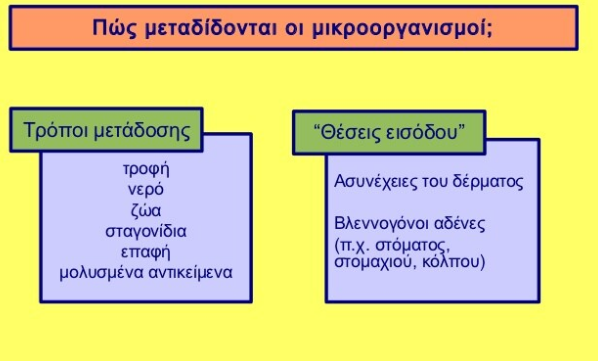 Πώς μεταδίδονται οι μικροοργανισμοί;
Τρόποι μετάδοσης
τροφή
νερό
ζώα
σταγονίδια
επαφή
μολυσμένα αντικείμενα
“Θέσεις εισόδου”
Ασυνέχειες του δέρματος
Βλεννογόνοι αδένες
(π.χ. στόματος,
στομαχιού, κόλπου)